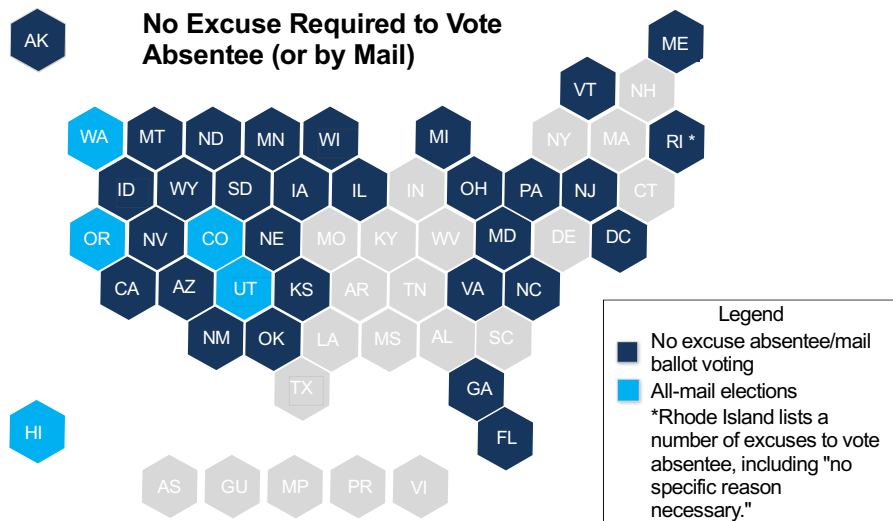 No Excuse Required to Vote
Absentee (or by Mail)
AK
ME
VT
NH
WA
MT
ND
MN
WI
MI
NY
MA
RI *
ID
WY
SD
IA
IL
IN
OH
PA
NJ
CT
OR
NV
CO
NE
MO
KY
WV
MD
DE
DC
CA
AZ
UT
KS
AR
TN
VA
NC
NM
OK
LA
MS
AL
SC
TX
GA
HI
FL
AS
GU
MP
PR
VI
Legend
No excuse absentee/mail
ballot voting
All-mail elections
*Rhode Island lists a
number of excuses to vote
absentee, including "no
specific reason
necessary."